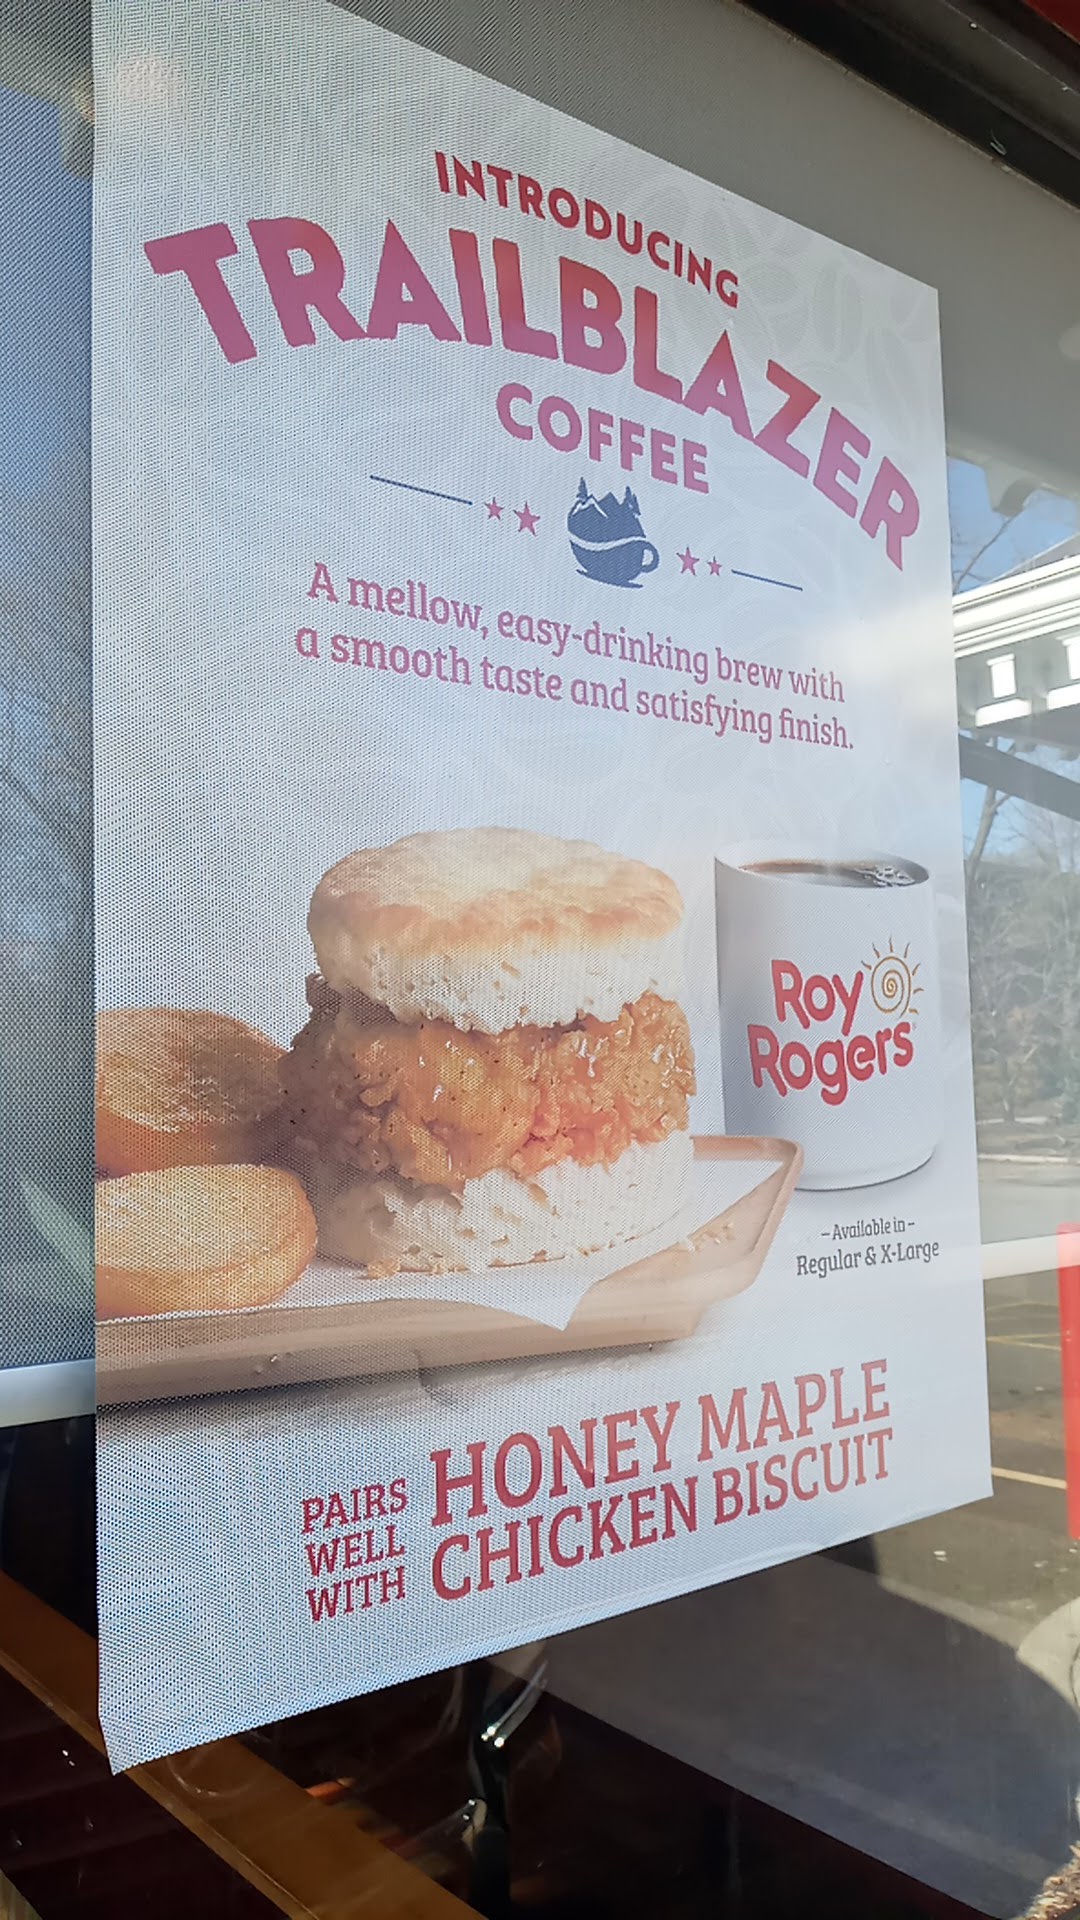 INTRODUCING
TRAILBLAZER
COFFEE
A mellow, easy-drinking brew with
a smooth taste and satisfying finish.
Roy
Rogers
– Available in –
Regular & X-Large
PAIRS
WELL
WITH
HONEY MAPLE
CHICKEN BISCUIT